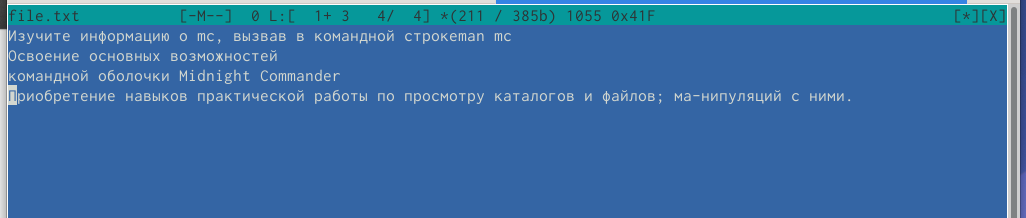 file.txt [-M--] 0 L:[ 1+ 3 4/ 4] *(211 / 385b) 1055 0x41F [*][X]
Изучите информацию о mc, вызвав в командной строкеman mc
Освоение основных возможностей
командной оболочки Midnight Commander
Приобретение навыков практической работы по просмотру каталогов и файлов; ма-нипуляций с ними.